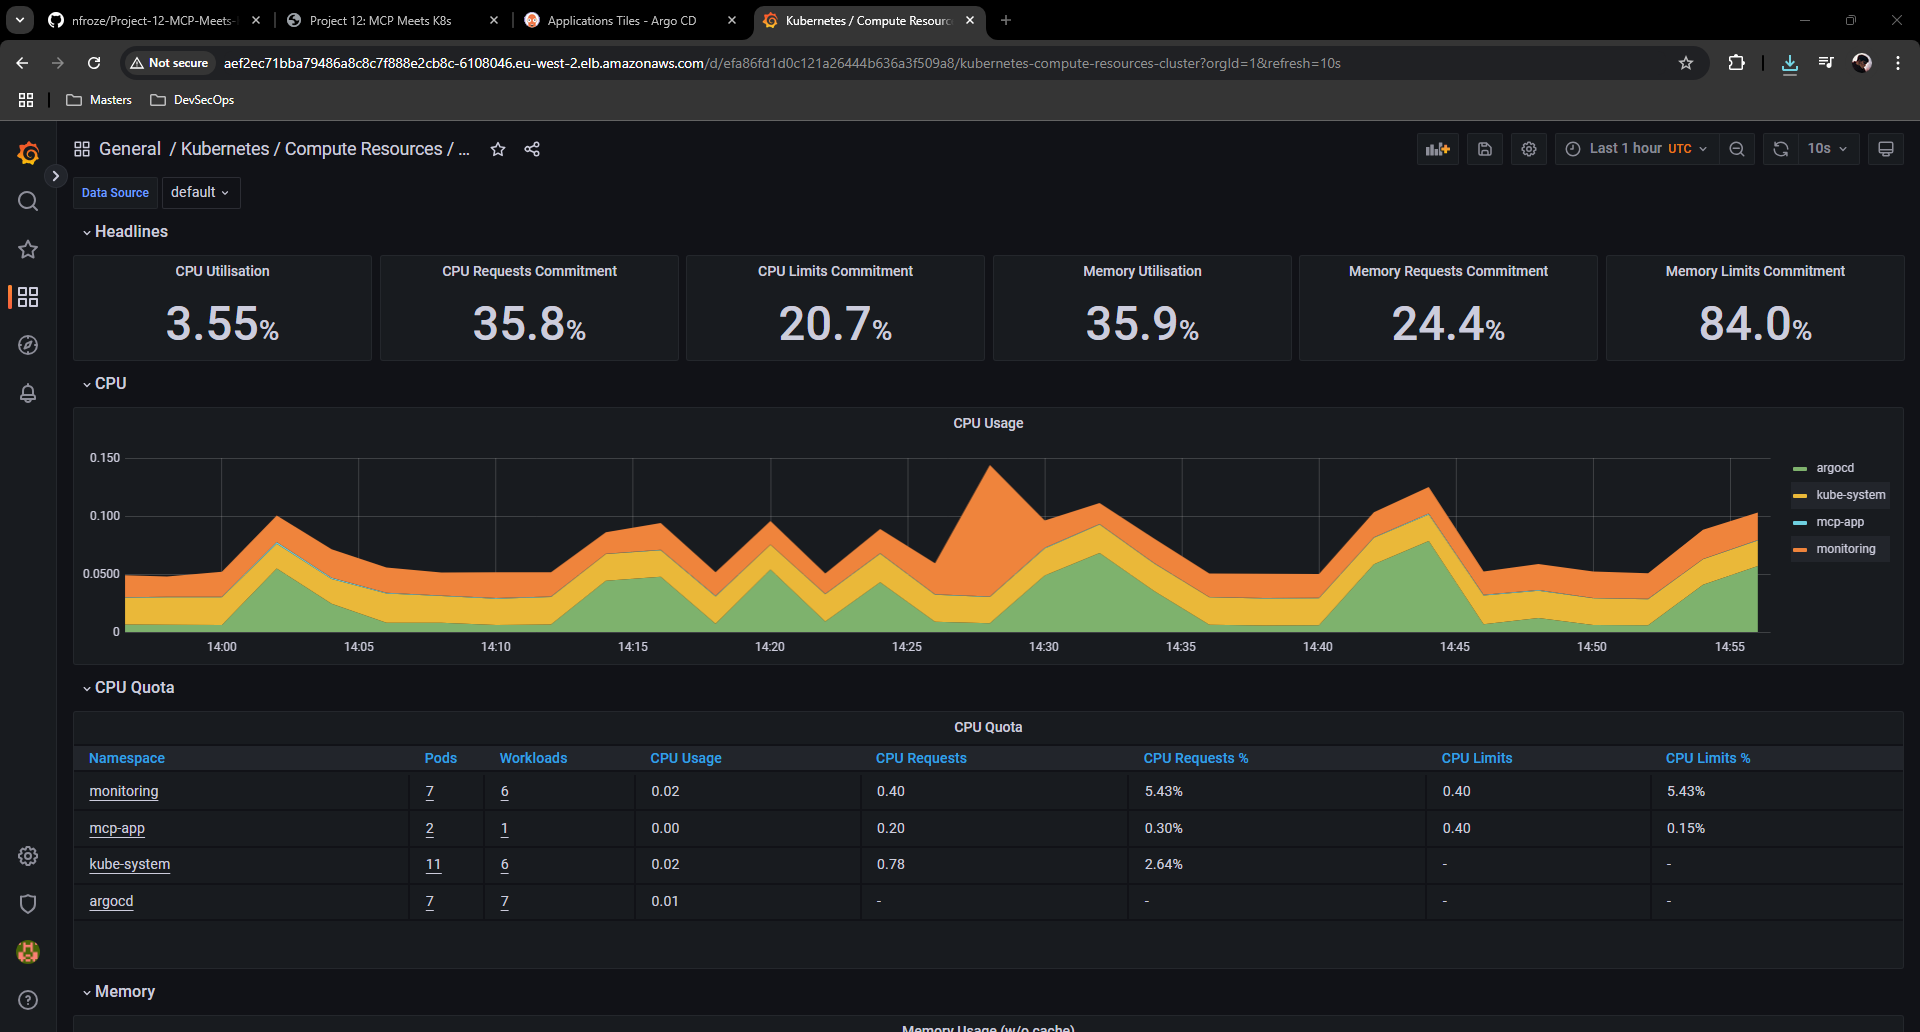 nfroze/Project-12-MCP-Meets-
Project 12: MCP Meets K8s
Applications Tiles - Argo CD
Kubernetes / Compute Resourc
Not secure
aef2ec71bba79486a8c8c7f888e2cb8c-6108046.eu-west-2.elb.amazonaws.com/d/efa86fd1d0c121a26444b636a3f509a8/kubernetes-compute-resources-cluster?orgId=1&refresh=10s
Masters
DevSecOps
General / Kubernetes / Compute Resources / ...
Last 1 hour UTC
10s
Data Source
default
Headlines
CPU Utilisation
3.55%
CPU Requests Commitment
35.8%
CPU Limits Commitment
20.7%
Memory Utilisation
35.9%
Memory Requests Commitment
24.4%
Memory Limits Commitment
84.0%
CPU
CPU Usage
0.150
0.100
0.0500
0
14:00 14:05 14:10 14:15 14:20 14:25 14:30 14:35 14:40 14:45 14:50 14:55
argocd
kube-system
mcp-app
monitoring
CPU Quota
CPU Quota
Namespace Pods Workloads CPU Usage CPU Requests CPU Requests % CPU Limits CPU Limits %
monitoring 7 6 0.02 0.40 5.43% 0.40 5.43%
mcp-app 2 1 0.00 0.20 0.30% 0.40 0.15%
kube-system 11 6 0.02 0.78 2.64% - -
argocd 7 7 0.01 - - - -
Memory
Memory Usage (w/o cache)